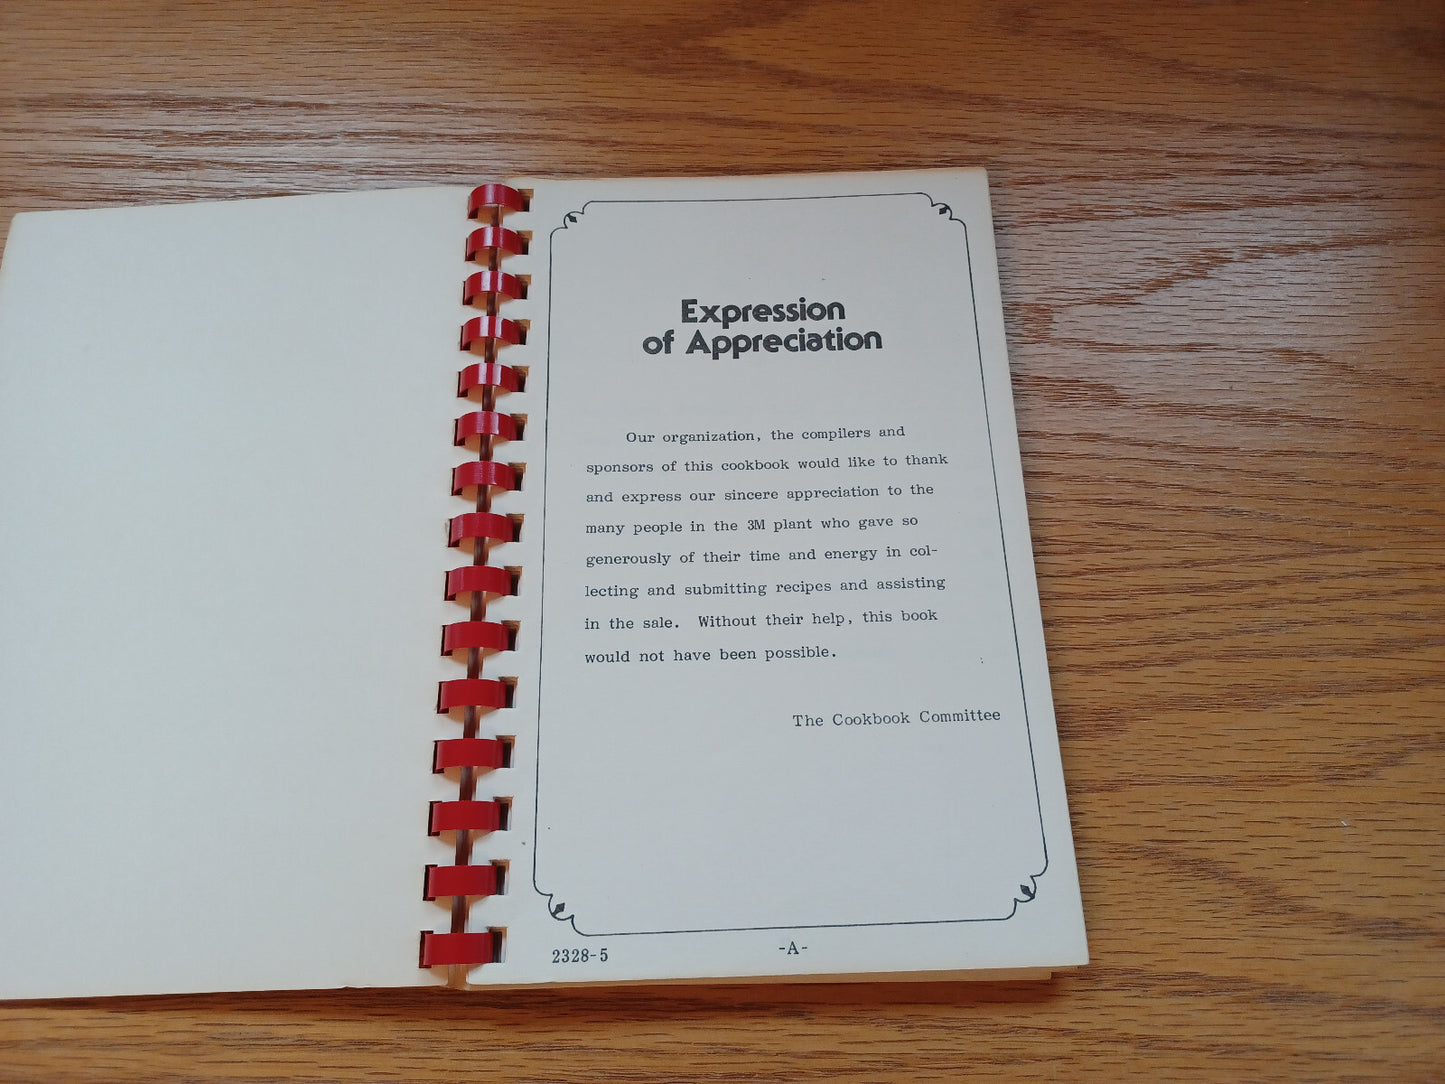 Expression
of Appreciation
Our organization, the compilers and
sponsors of this cookbook would like to thank
and express our sincere appreciation to the
many people in the 3M plant who gave so
generously of their time and energy in col-
lecting and submitting recipes and assisting
in the sale. Without their help, this book
would not have been possible.
The Cookbook Committee
2328-5
-A-